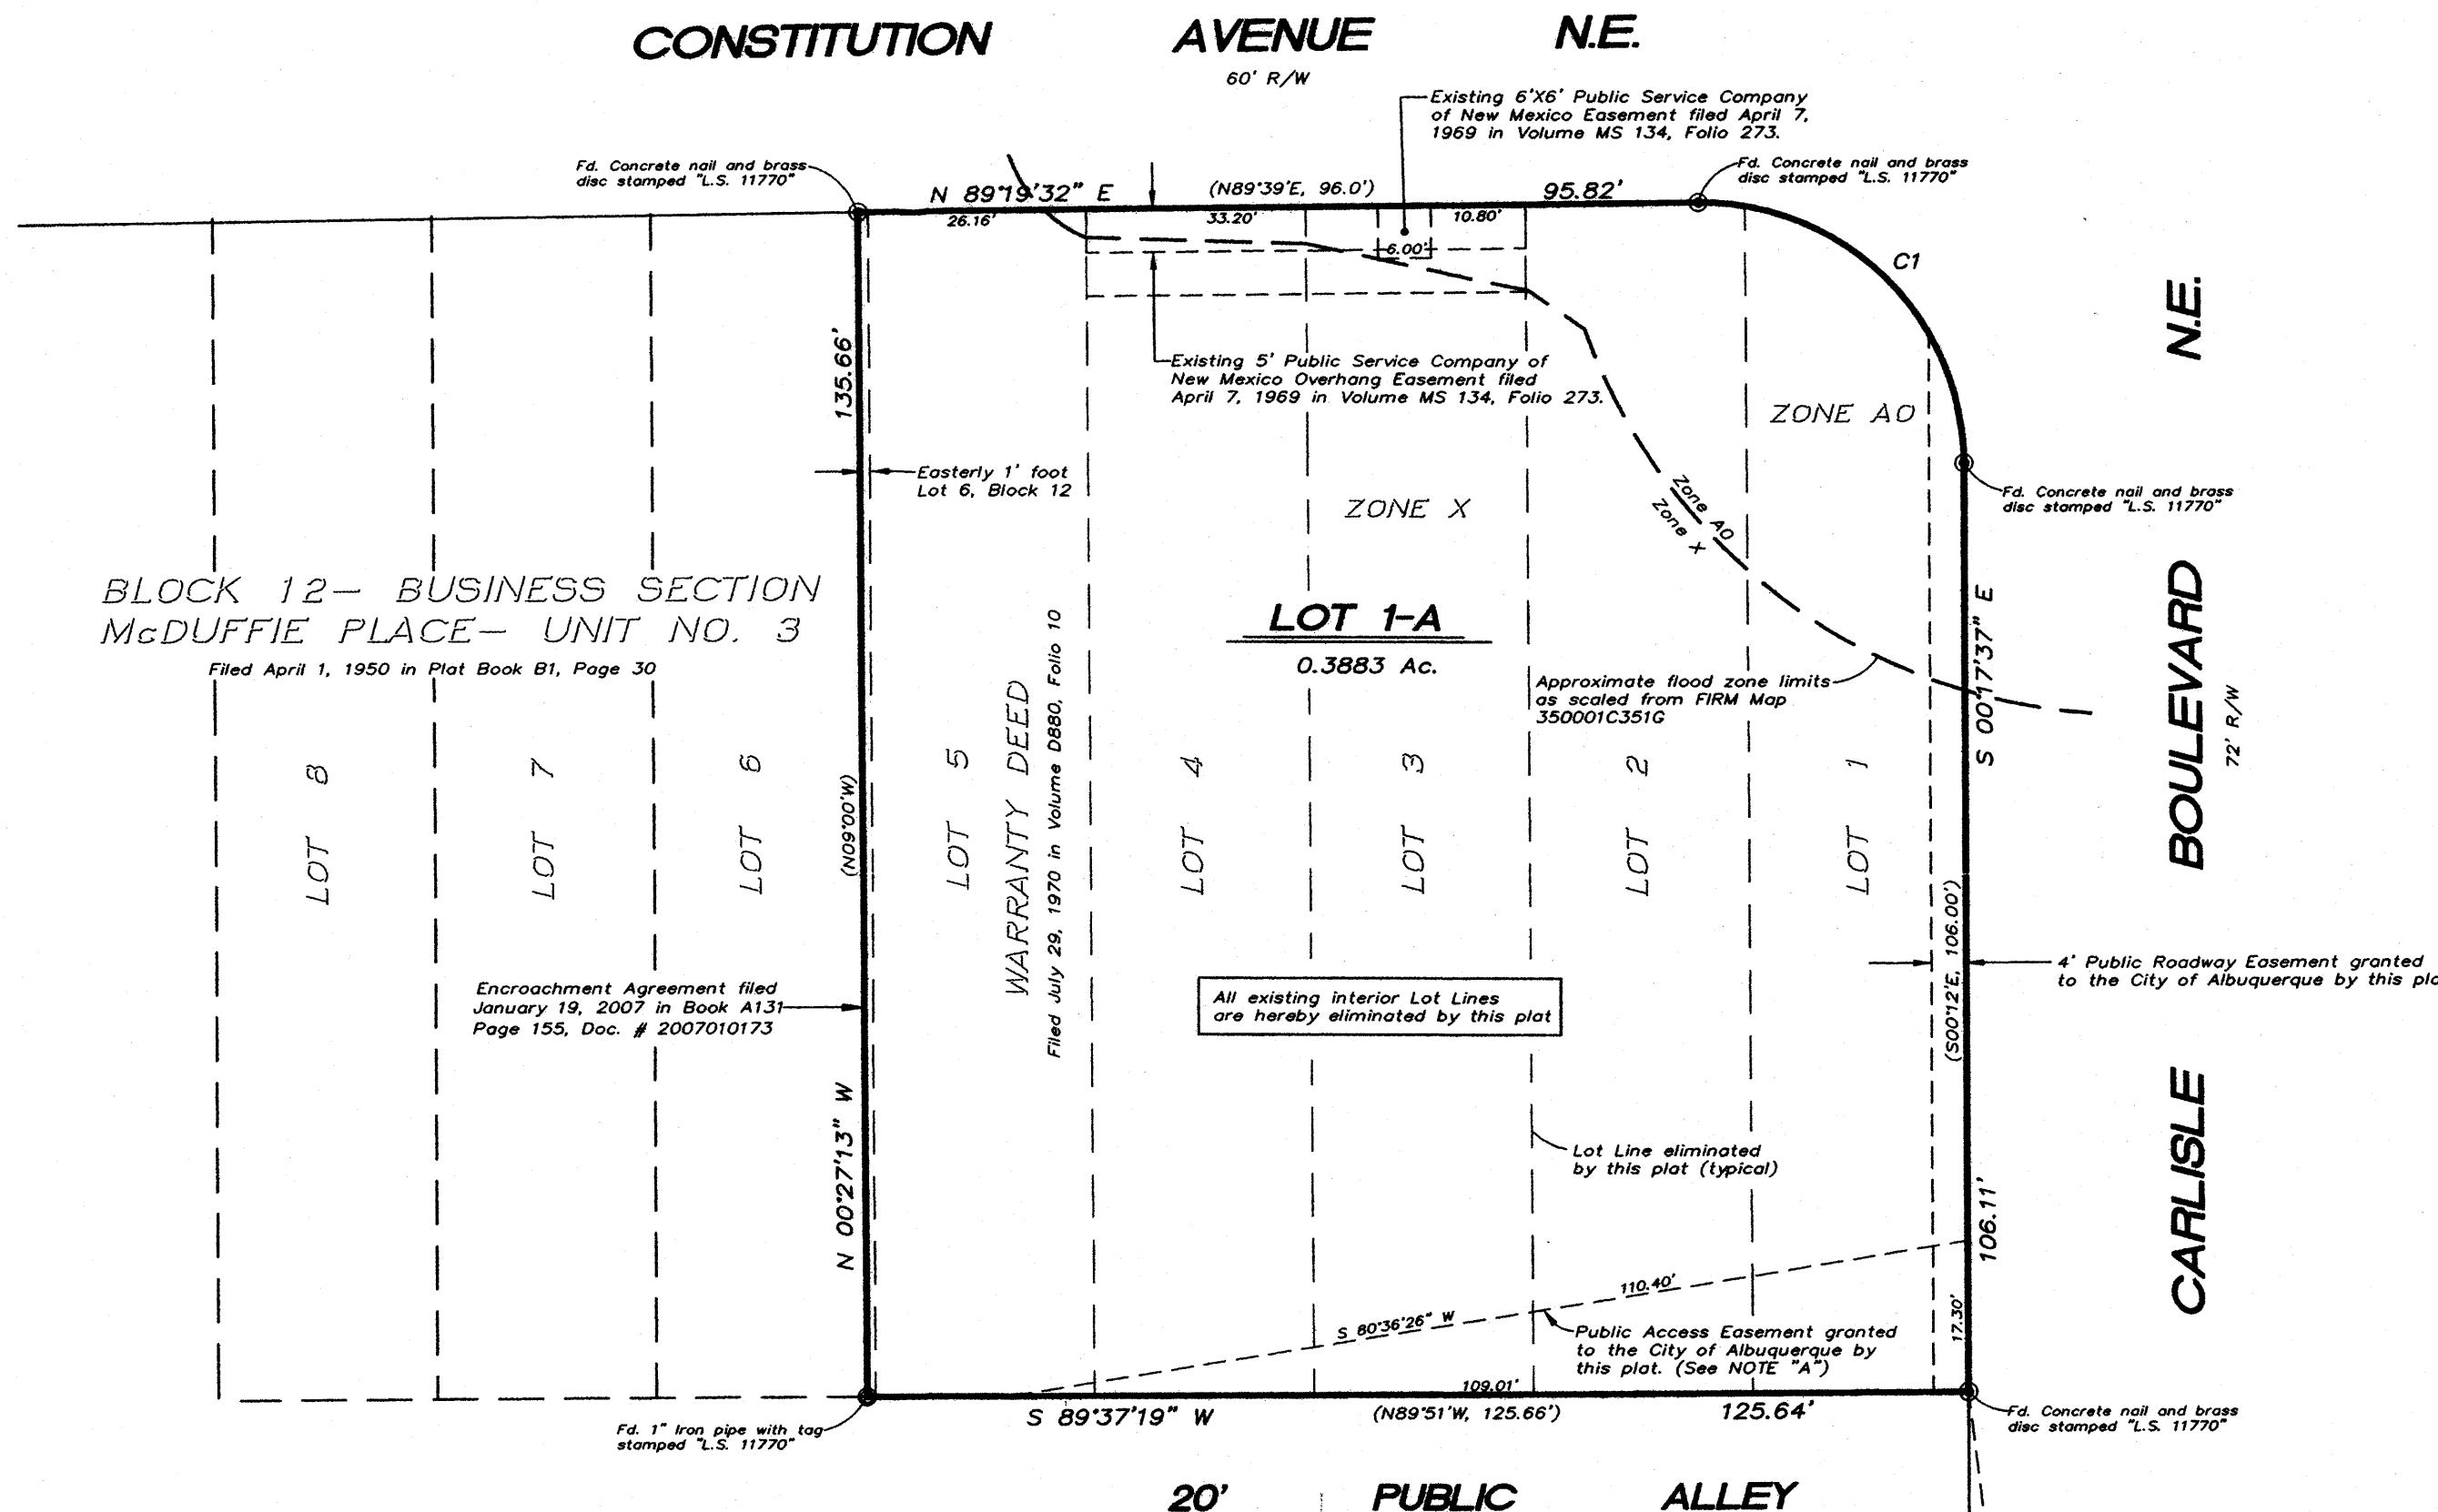 CONSTITUTION AVENUE N.E.
60' R/W
Existing 6'X6' Public Service Company
of New Mexico Easement filed April 7,
1969 in Volume MS 134, Folio 273.
Fd. Concrete nail and brass
disc stamped "L.S. 11770"
Fd. Concrete nail and brass
disc stamped "L.S. 11770"
N 89°19'32" E
(N89°39'E, 96.0')
95.82'
26.16'
33.20'
10.80'
6.00'
C1
Existing 5' Public Service Company of
New Mexico Overhang Easement filed
April 7, 1969 in Volume MS 134, Folio 273.
135.66'
ZONE AO
Easterly 1' foot
Lot 6, Block 12
ZONE X
Zone AO
Zone X
Fd. Concrete nail and brass
disc stamped "L.S. 11770"
BLOCK 12- BUSINESS SECTION
McDUFFIE PLACE- UNIT NO. 3
Filed April 1, 1950 in Plat Book B1, Page 30
LOT 1-A
0.3883 Ac.
Approximate flood zone limits
as scaled from FIRM Map
350001C351G
S 00°17'37" E
LOT 8
LOT 7
LOT 6
(N09°00'W)
LOT 5
WARRANTY DEED
Filed July 29, 1970 in Volume D880, Folio 10
LOT 4
LOT 3
LOT 2
LOT 1
CARLISLE BOULEVARD N.E.
72' R/W
(S00°12'E, 106.00')
4' Public Roadway Easement granted
to the City of Albuquerque by this
Encroachment Agreement filed
January 19, 2007 in Book A131
Page 155, Doc. # 2007010173
All existing interior Lot Lines
are hereby eliminated by this plat
N 00°27'13" W
Lot Line eliminated
by this plat (typical)
106.11'
110.40'
S 80°36'26" W
17.30'
Public Access Easement granted
to the City of Albuquerque by
this plat. (See NOTE "A")
109.01'
S 89°37'19" W
(N89°51'W, 125.66')
125.64'
Fd. 1" Iron pipe with tag
stamped "L.S. 11770"
Fd. Concrete nail and brass
disc stamped "L.S. 11770"
20' PUBLIC ALLEY